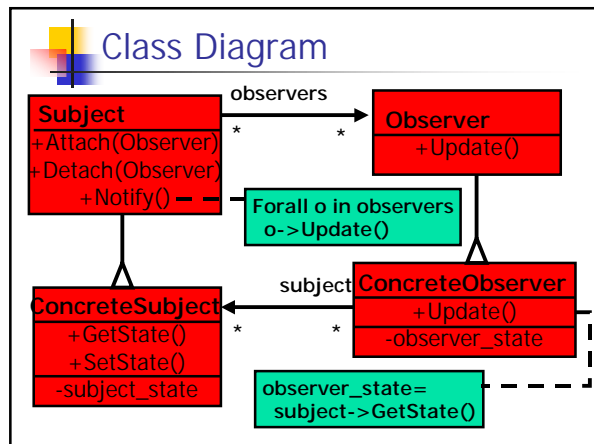 Class Diagram
observers
Subject
+Attach(Observer)
+Detach(Observer)
+Notify()
* *
Observer
+Update()
Forall o in observers
o->Update()
subject
ConcreteSubject
+GetState()
+SetState()
-subject_state
* *
ConcreteObserver
+Update()
-observer_state
observer_state=
subject->GetState()